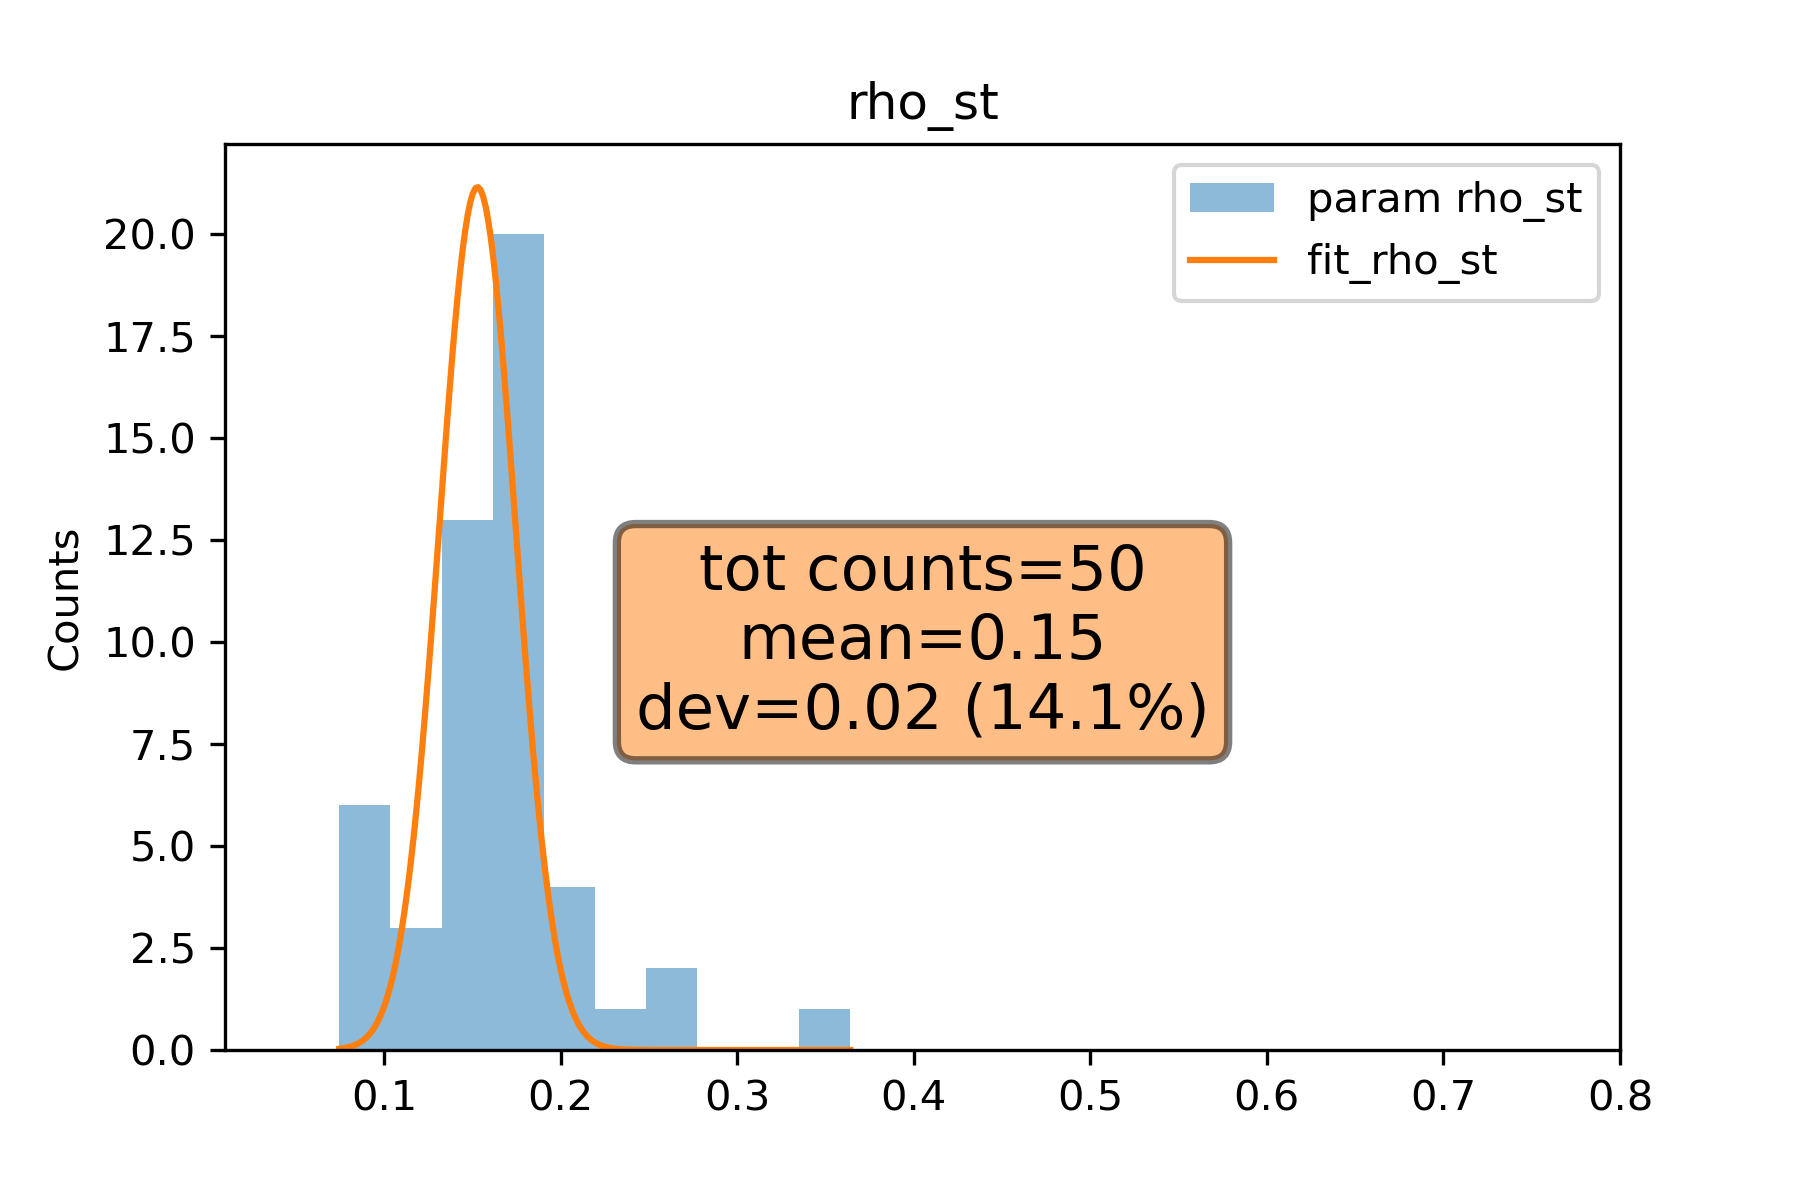 rho_st
param rho_st
fit_rho_st
20.0
17.5
15.0
12.5
10.0
7.5
5.0
2.5
0.0
Counts
tot counts=50
mean=0.15
dev=0.02 (14.1%)
0.1 0.2 0.3 0.4 0.5 0.6 0.7 0.8